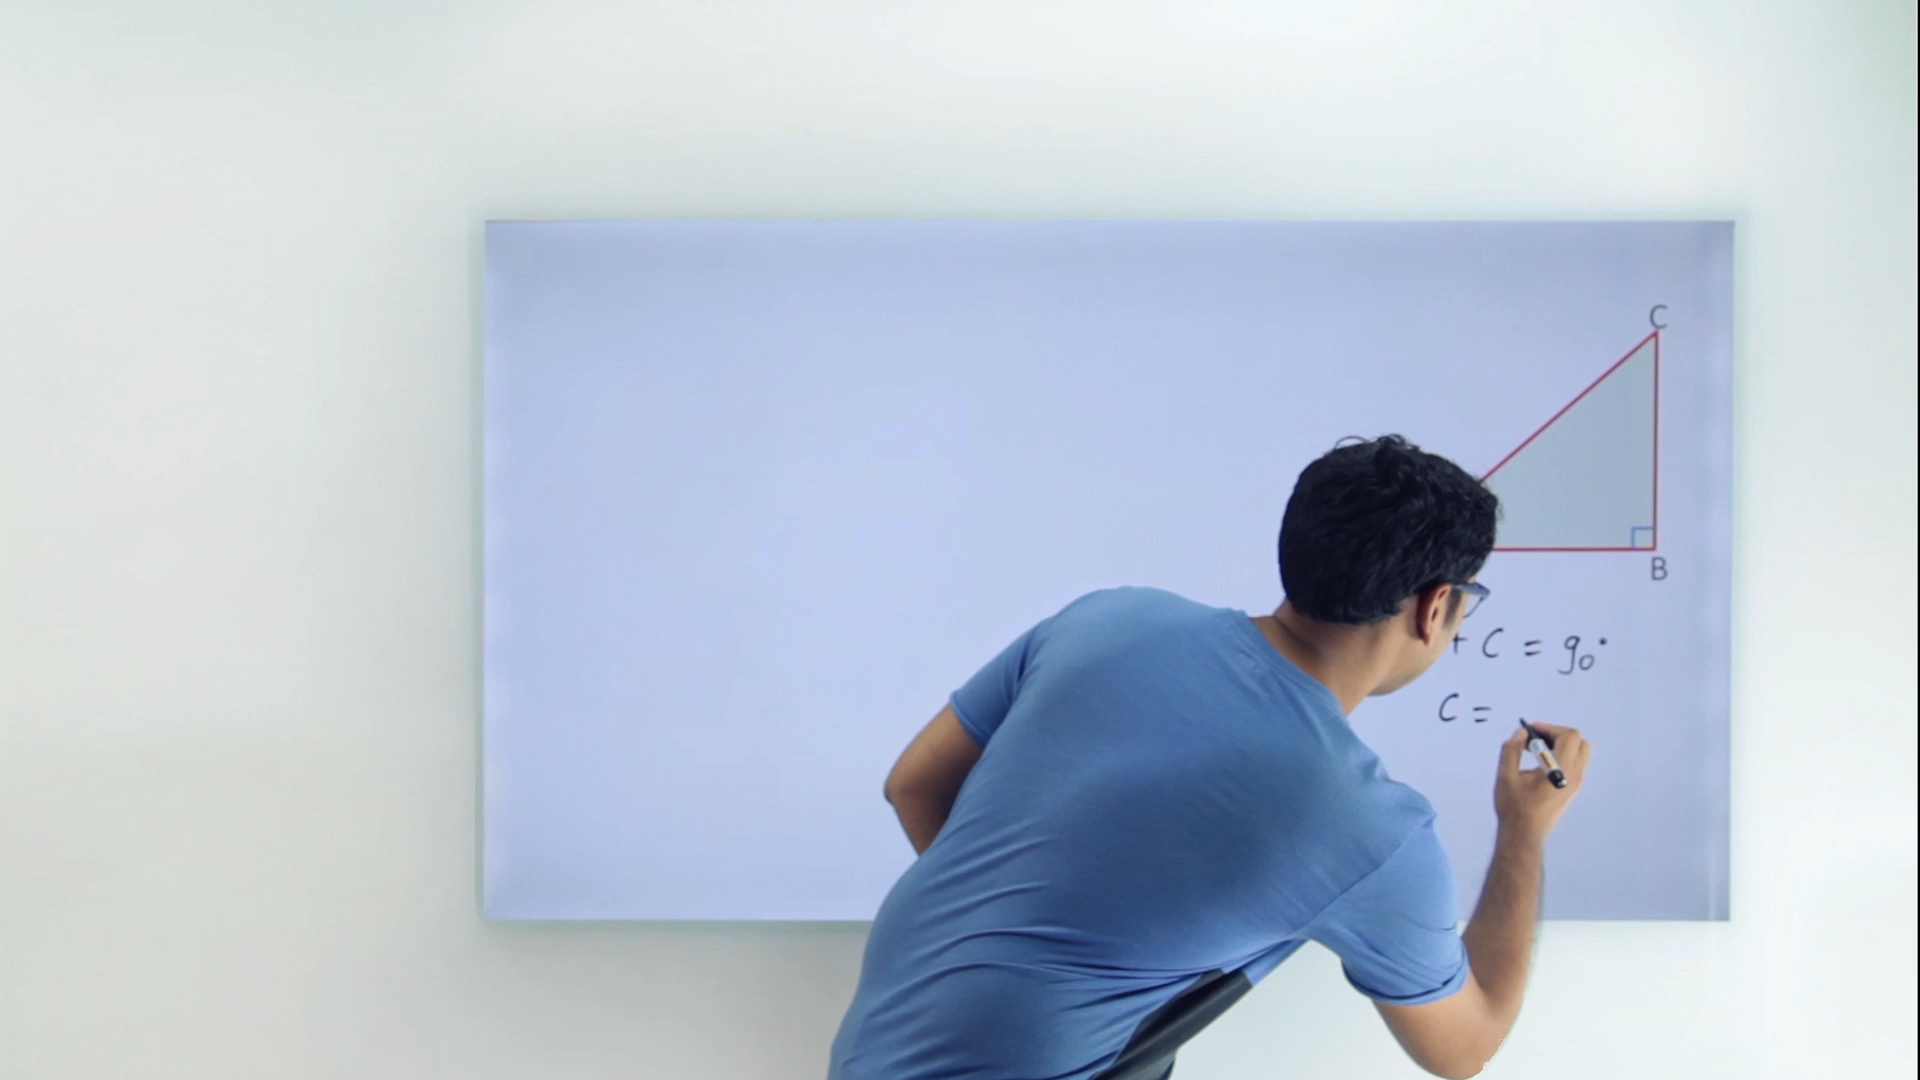 C
B
+ C = 90°
C =